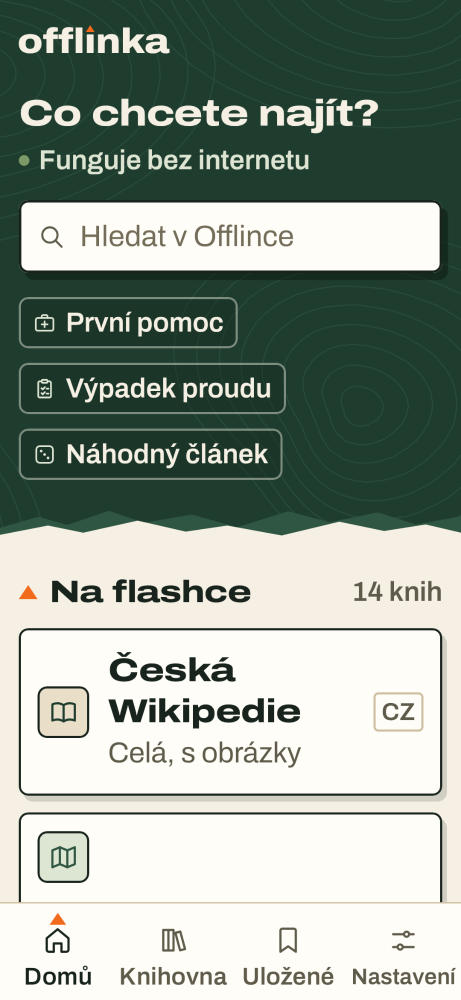 offlinka
Co chcete najít?
Funguje bez internetu
Hledat v Offlince
První pomoc
Výpadek proudu
Náhodný článek
Na flashce
14 knih
Česká
Wikipedie
Celá, s obrázky
CZ
Domů
Knihovna
Uložené
Nastavení